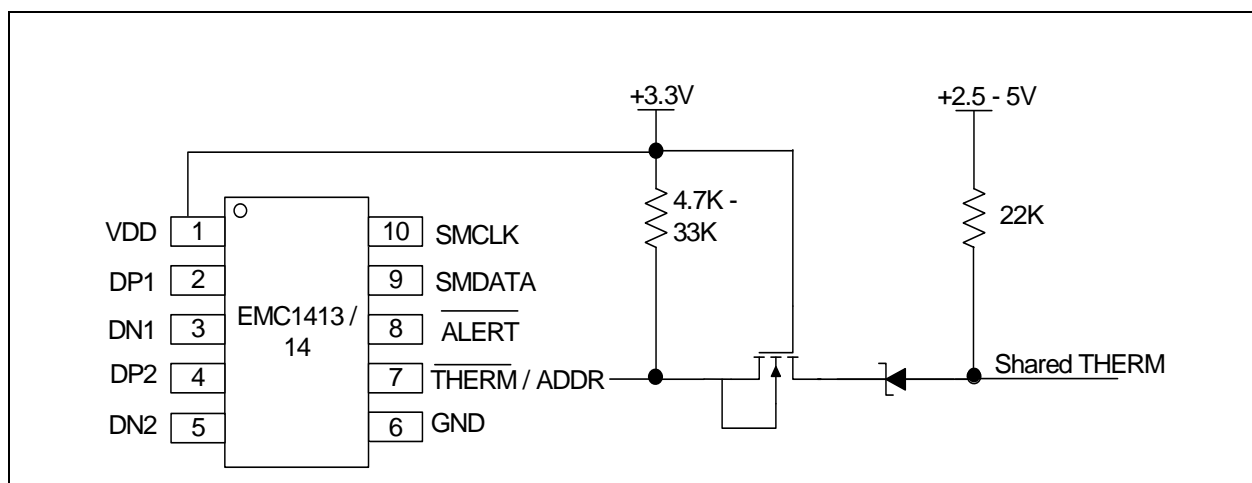 +3.3V
+2.5 - 5V
4.7K -
33K
22K
VDD 1
10 SMCLK
DP1 2
9 SMDATA
EMC1413 /
14
DN1 3
8 ALERT
DP2 4
7 THERM / ADDR
Shared THERM
DN2 5
6 GND